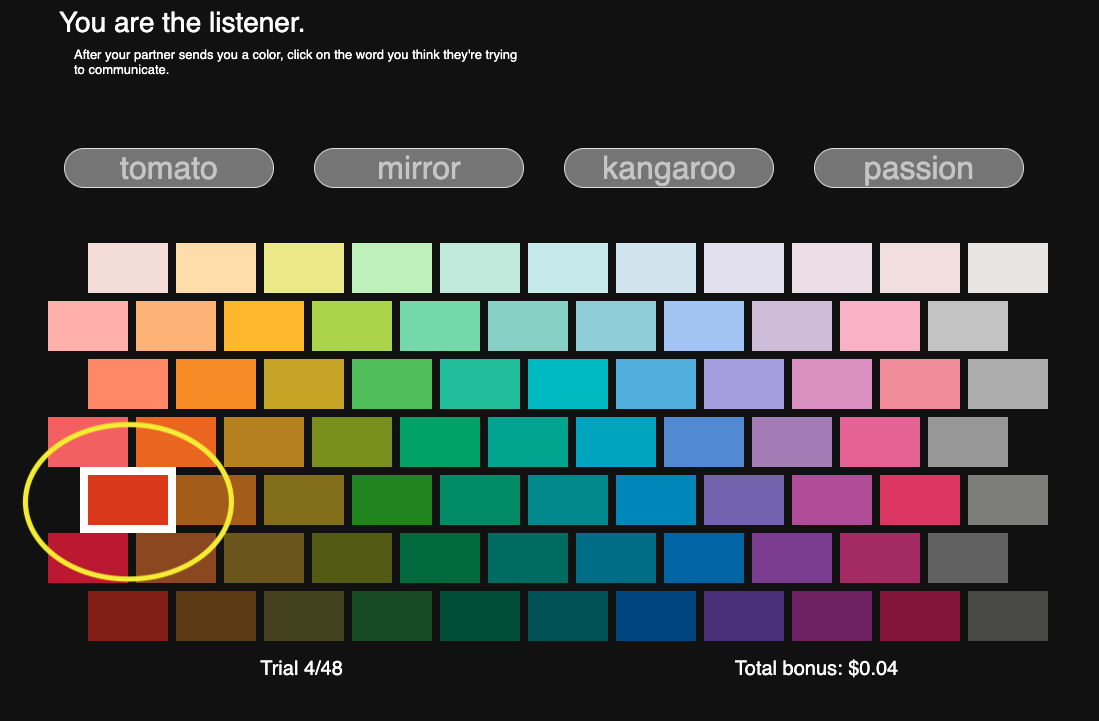 You are the listener.
After your partner sends you a color, click on the word you think they're trying
to communicate.
tomato
mirror
kangaroo
passion
Trial 4/48
Total bonus: $0.04